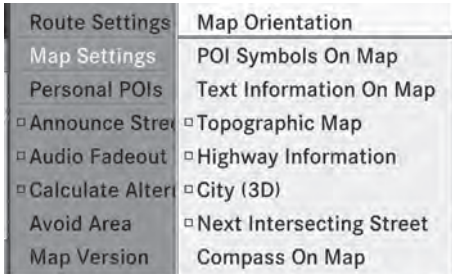 Route Settings
Map Settings
Personal POIs
Announce Stre
Audio Fadeout
Calculate Alter
Avoid Area
Map Version
Map Orientation
POI Symbols On Map
Text Information On Map
Topographic Map
Highway Information
City (3D)
Next Intersecting Street
Compass On Map